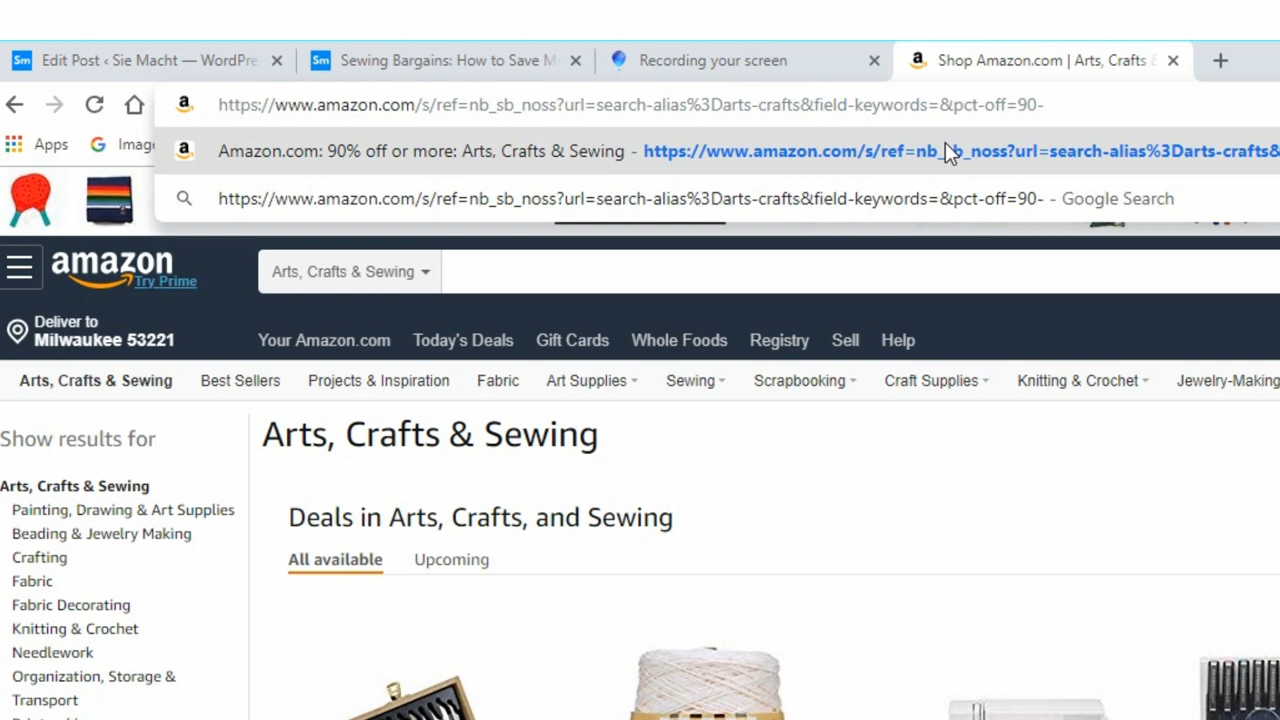 Edit Post ‹ Sie Macht — WordPre
Sewing Bargains: How to Save M
Recording your screen
Shop Amazon.com | Arts, Crafts &
https://www.amazon.com/s/ref=nb_sb_noss?url=search-alias%3Darts-crafts&field-keywords=&pct-off=90-
Apps
Imag
Amazon.com: 90% off or more: Arts, Crafts & Sewing - https://www.amazon.com/s/ref=nb_sb_noss?url=search-alias%3Darts-crafts&
https://www.amazon.com/s/ref=nb_sb_noss?url=search-alias%3Darts-crafts&field-keywords=&pct-off=90- - Google Search
amazon
Try Prime
Arts, Crafts & Sewing
Deliver to
Milwaukee 53221
Your Amazon.com Today's Deals Gift Cards Whole Foods Registry Sell Help
Arts, Crafts & Sewing Best Sellers Projects & Inspiration Fabric Art Supplies Sewing Scrapbooking Craft Supplies Knitting & Crochet Jewelry-Making
Show results for
Arts, Crafts & Sewing
Painting, Drawing & Art Supplies
Beading & Jewelry Making
Crafting
Fabric
Fabric Decorating
Knitting & Crochet
Needlework
Organization, Storage &
Transport
Arts, Crafts & Sewing
Deals in Arts, Crafts, and Sewing
All available Upcoming